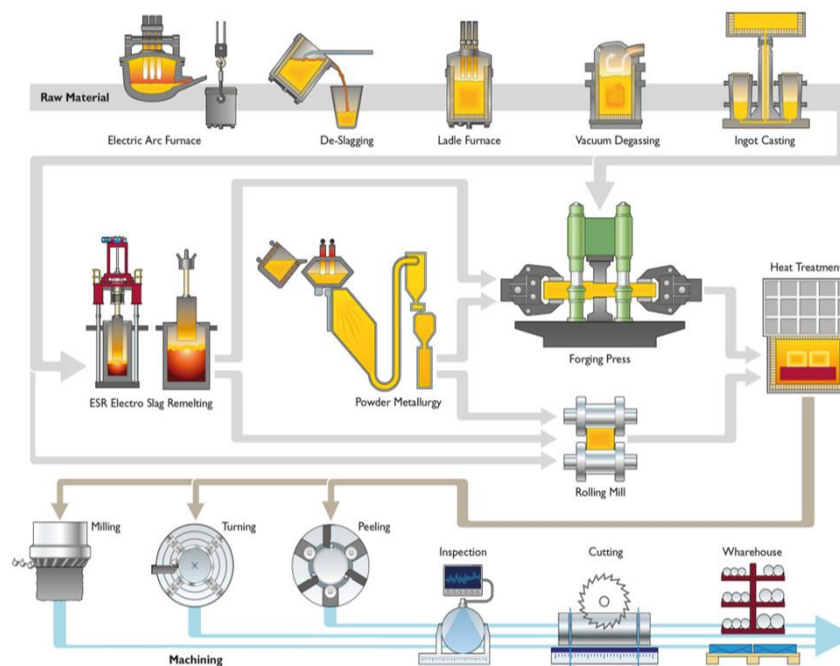 Raw Material
Electric Arc Furnace
De-Slagging
Ladle Furnace
Vacuum Degassing
Ingot Casting
Heat Treatment
Forging Press
ESR Electro Slag Remelting
Powder Metallurgy
Rolling Mill
Milling
Turning
Peeling
Inspection
Cutting
Wharehouse
Machining